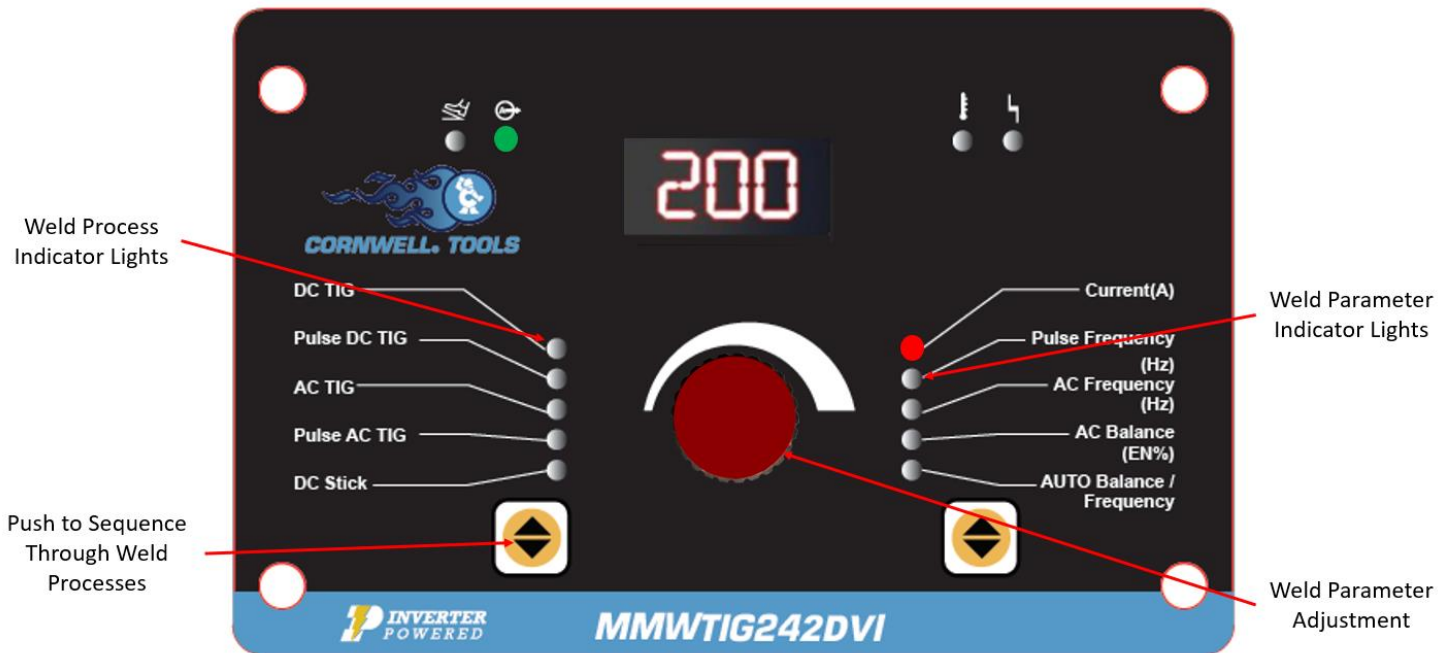 200
CORNWELL® TOOLS
Weld Process
Indicator Lights
DC TIG
Pulse DC TIG
AC TIG
Pulse AC TIG
DC Stick
Current(A)
Pulse Frequency
(Hz)
AC Frequency
(Hz)
AC Balance
(EN%)
AUTO Balance /
Frequency
Weld Parameter
Indicator Lights
Push to Sequence
Through Weld
Processes
Weld Parameter
Adjustment
INVERTER
POWERED
MMWTIG242DVI